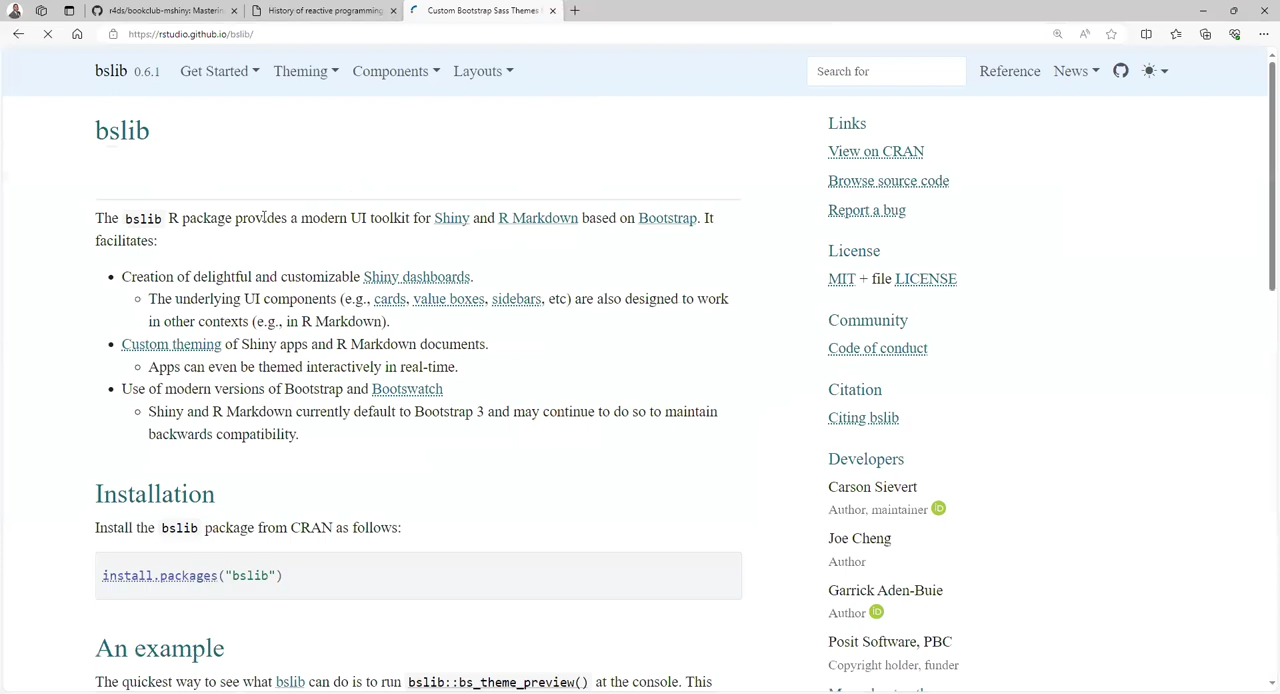 r4ds/bookclub-mshiny: Masterin
History of reactive programming
Custom Bootstrap Sass Themes
https://rstudio.github.io/bslib/
bslib 0.6.1 Get Started Theming Components Layouts Search for Reference News
bslib
The bslib R package provides a modern UI toolkit for Shiny and R Markdown based on Bootstrap. It
facilitates:
Creation of delightful and customizable Shiny dashboards.
The underlying UI components (e.g., cards, value boxes, sidebars, etc) are also designed to work
in other contexts (e.g., in R Markdown).
Custom theming of Shiny apps and R Markdown documents.
Apps can even be themed interactively in real-time.
Use of modern versions of Bootstrap and Bootswatch
Shiny and R Markdown currently default to Bootstrap 3 and may continue to do so to maintain
backwards compatibility.
Installation
Install the bslib package from CRAN as follows:
install.packages("bslib")
An example
The quickest way to see what bslib can do is to run bslib::bs_theme_preview() at the console. This
Links
View on CRAN
Browse source code
Report a bug
License
MIT + file LICENSE
Community
Code of conduct
Citation
Citing bslib
Developers
Carson Sievert
Author, maintainer iD
Joe Cheng
Author
Garrick Aden-Buie
Author iD
Posit Software, PBC
Copyright holder, funder